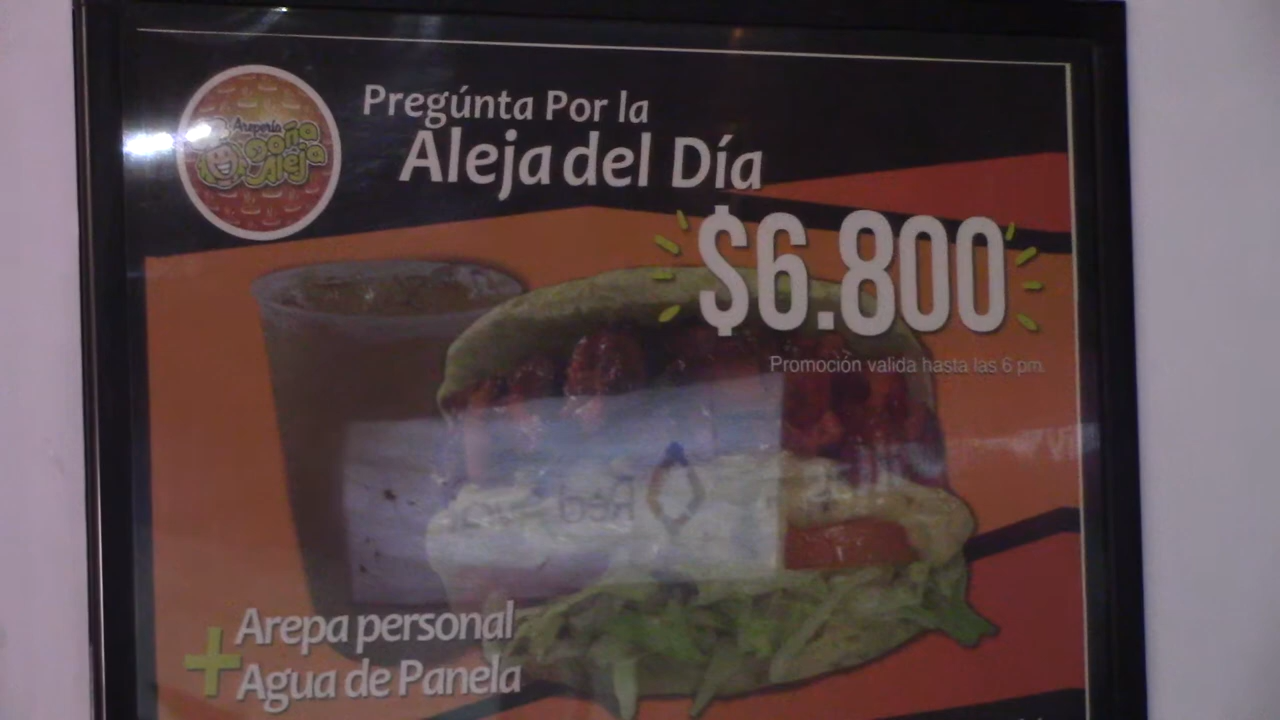 Arepería
Doña
Aleja
Pregúnta Por la
Aleja del Día
$6.800
Promoción valida hasta las 6 pm.
Red
Arepa personal
+
Agua de Panela